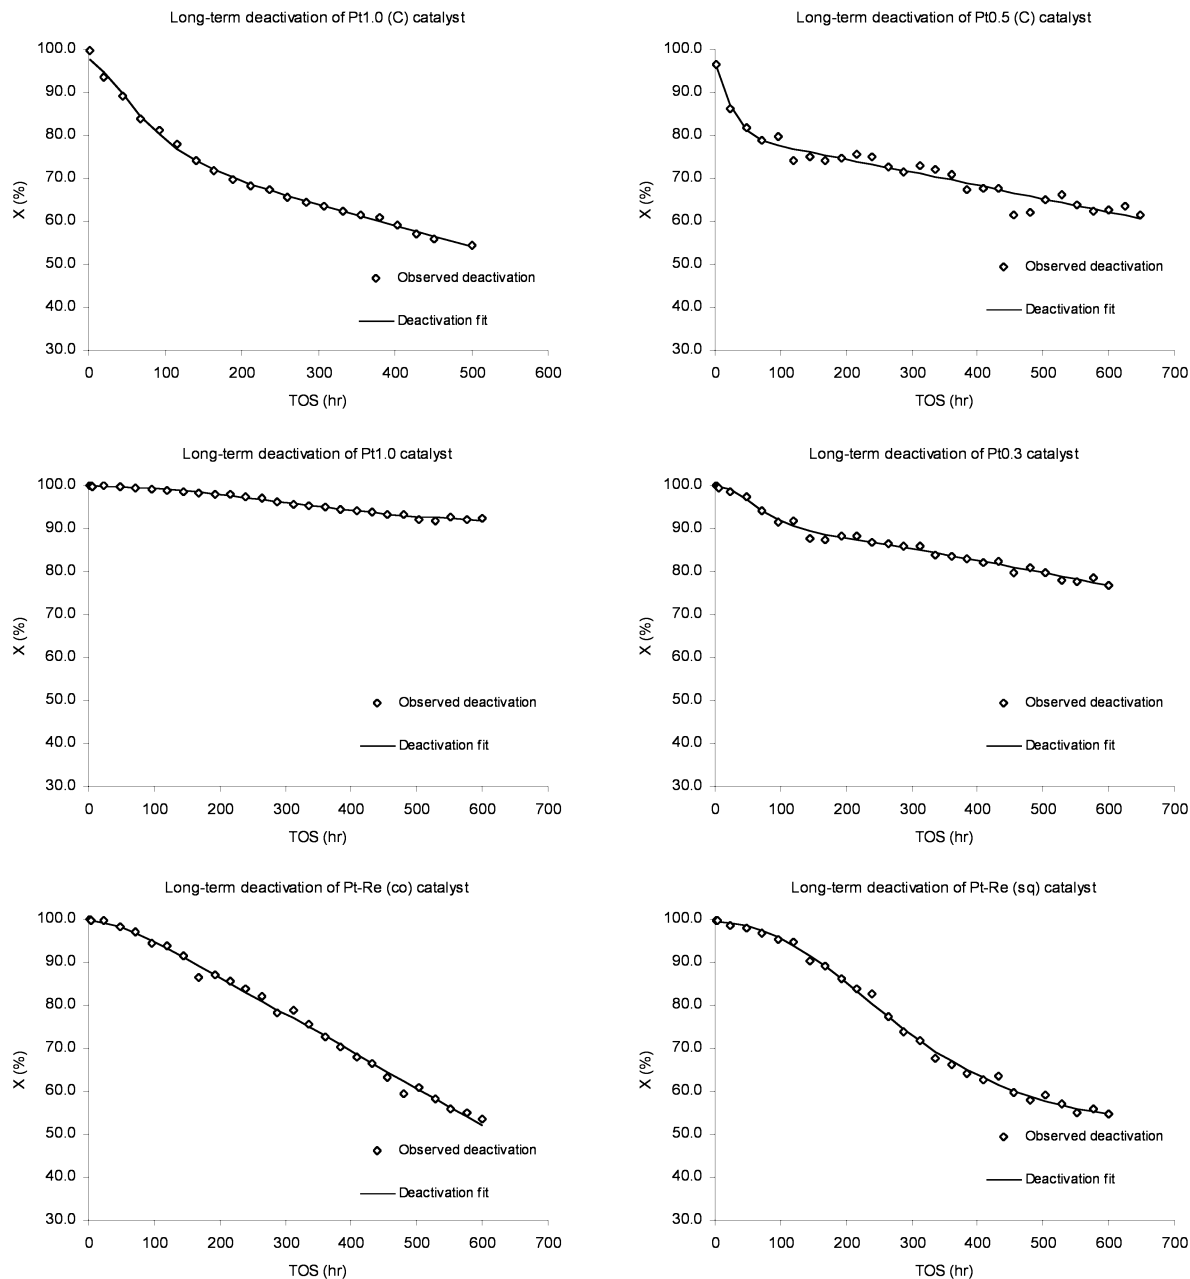 Long-term deactivation of Pt1.0 (C) catalyst
100.0
90.0
80.0
70.0
60.0
50.0
40.0
30.0
X (%)
Observed deactivation
Deactivation fit
0 100 200 300 400 500 600
TOS (hr)
Long-term deactivation of Pt0.5 (C) catalyst
100.0
90.0
80.0
70.0
60.0
50.0
40.0
30.0
X (%)
Observed deactivation
Deactivation fit
0 100 200 300 400 500 600 700
TOS (hr)
Long-term deactivation of Pt1.0 catalyst
100.0
90.0
80.0
70.0
60.0
50.0
40.0
30.0
X (%)
Observed deactivation
Deactivation fit
0 100 200 300 400 500 600 700
TOS (hr)
Long-term deactivation of Pt0.3 catalyst
100.0
90.0
80.0
70.0
60.0
50.0
40.0
30.0
X (%)
Observed deactivation
Deactivation fit
0 100 200 300 400 500 600 700
TOS (hr)
Long-term deactivation of Pt-Re (co) catalyst
100.0
90.0
80.0
70.0
60.0
50.0
40.0
30.0
X (%)
Observed deactivation
Deactivation fit
0 100 200 300 400 500 600 700
TOS (hr)
Long-term deactivation of Pt-Re (sq) catalyst
100.0
90.0
80.0
70.0
60.0
50.0
40.0
30.0
X (%)
Observed deactivation
Deactivation fit
0 100 200 300 400 500 600 700
TOS (hr)